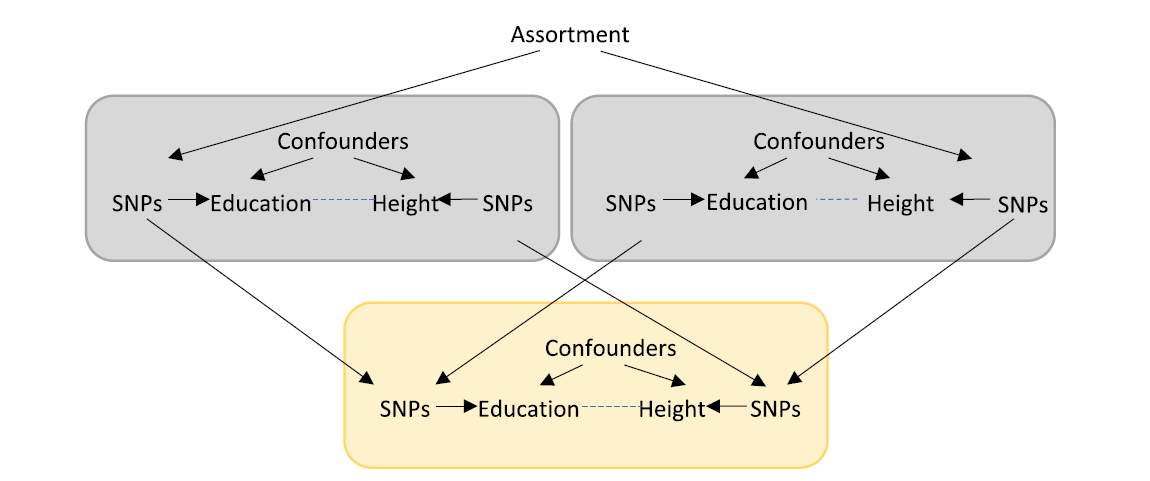 Assortment
Confounders
SNPs Education Height SNPs
Confounders
SNPs Education Height SNPs
Confounders
SNPs Education Height SNPs